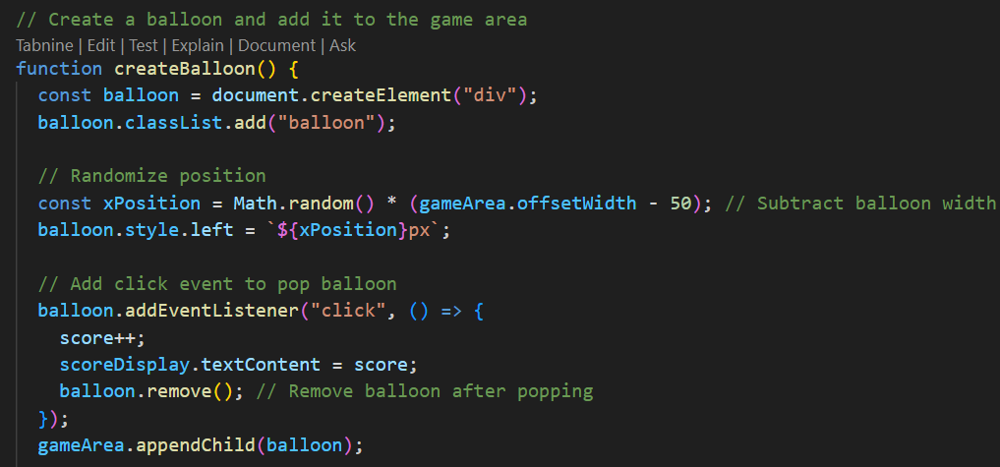 // Create a balloon and add it to the game area
Tabnine | Edit | Test | Explain | Document | Ask
function createBalloon() {
  const balloon = document.createElement("div");
  balloon.classList.add("balloon");

  // Randomize position
  const xPosition = Math.random() * (gameArea.offsetWidth - 50); // Subtract balloon width
  balloon.style.left = `${xPosition}px`;

  // Add click event to pop balloon
  balloon.addEventListener("click", () => {
    score++;
    scoreDisplay.textContent = score;
    balloon.remove(); // Remove balloon after popping
  });
  gameArea.appendChild(balloon);